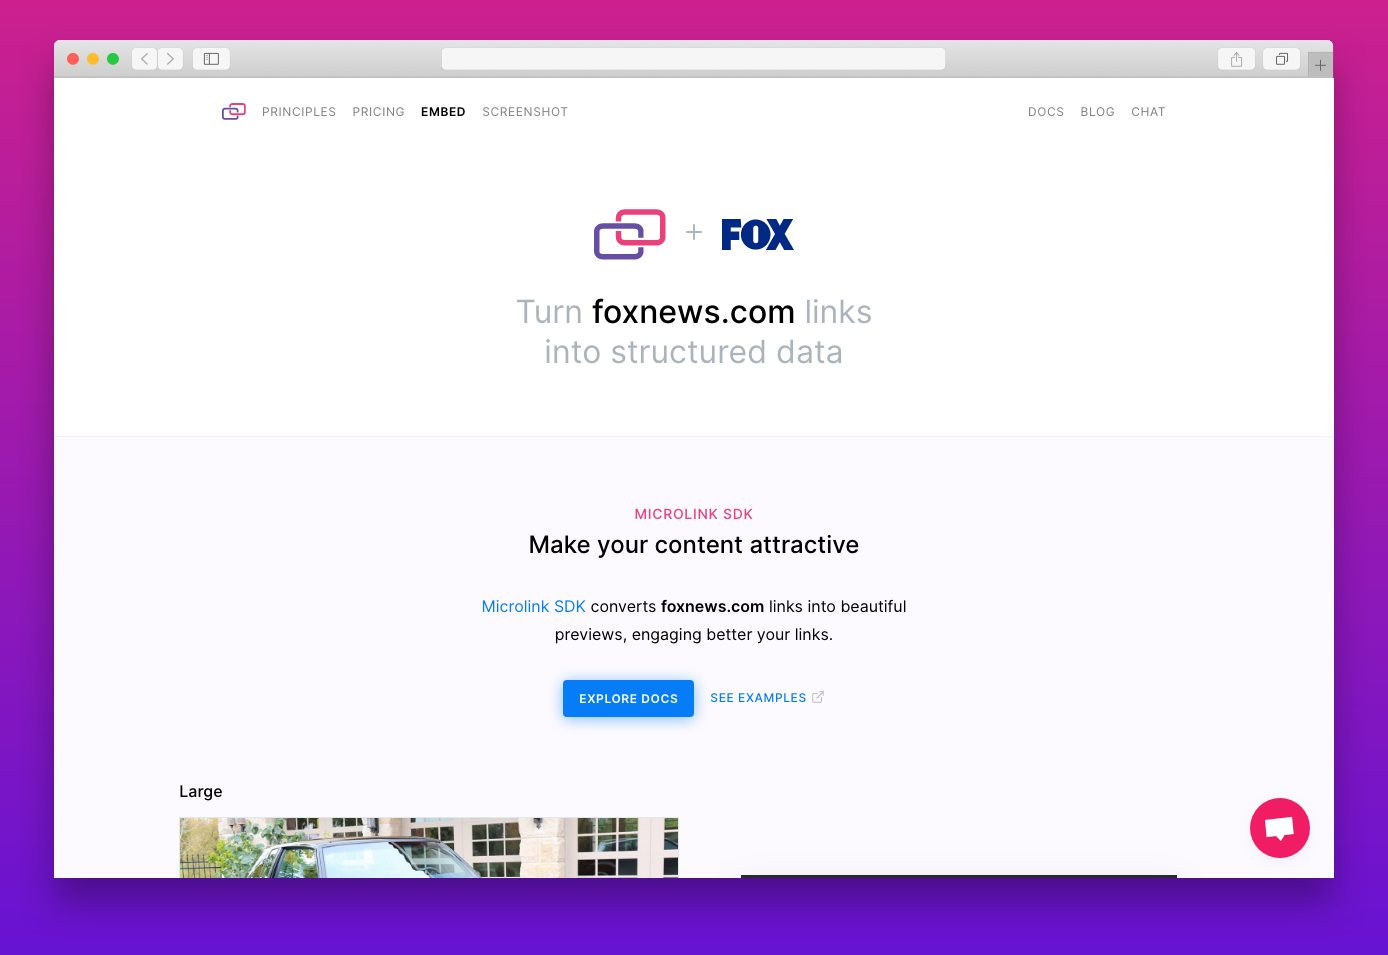 PRINCIPLES PRICING EMBED SCREENSHOT DOCS BLOG CHAT
FOX
Turn foxnews.com links
into structured data
MICROLINK SDK
Make your content attractive
Microlink SDK converts foxnews.com links into beautiful
previews, engaging better your links.
EXPLORE DOCS SEE EXAMPLES
Large